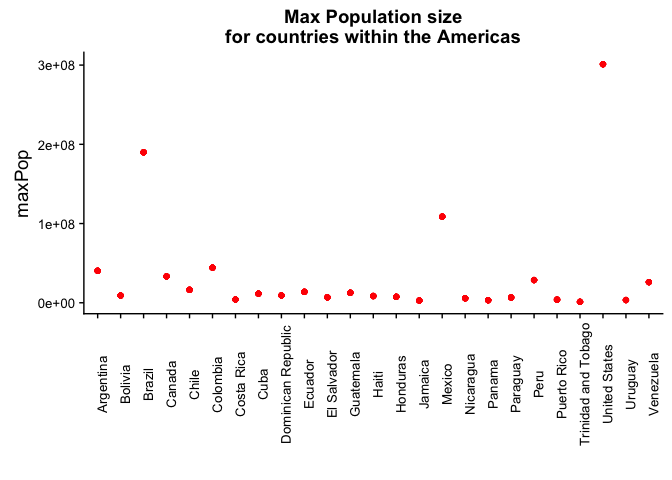 Max Population size
for countries within the Americas
maxPop
3e+08
2e+08
1e+08
0e+00
Argentina
Bolivia
Brazil
Canada
Chile
Colombia
Costa Rica
Cuba
Dominican Republic
Ecuador
El Salvador
Guatemala
Haiti
Honduras
Jamaica
Mexico
Nicaragua
Panama
Paraguay
Peru
Puerto Rico
Trinidad and Tobago
United States
Uruguay
Venezuela